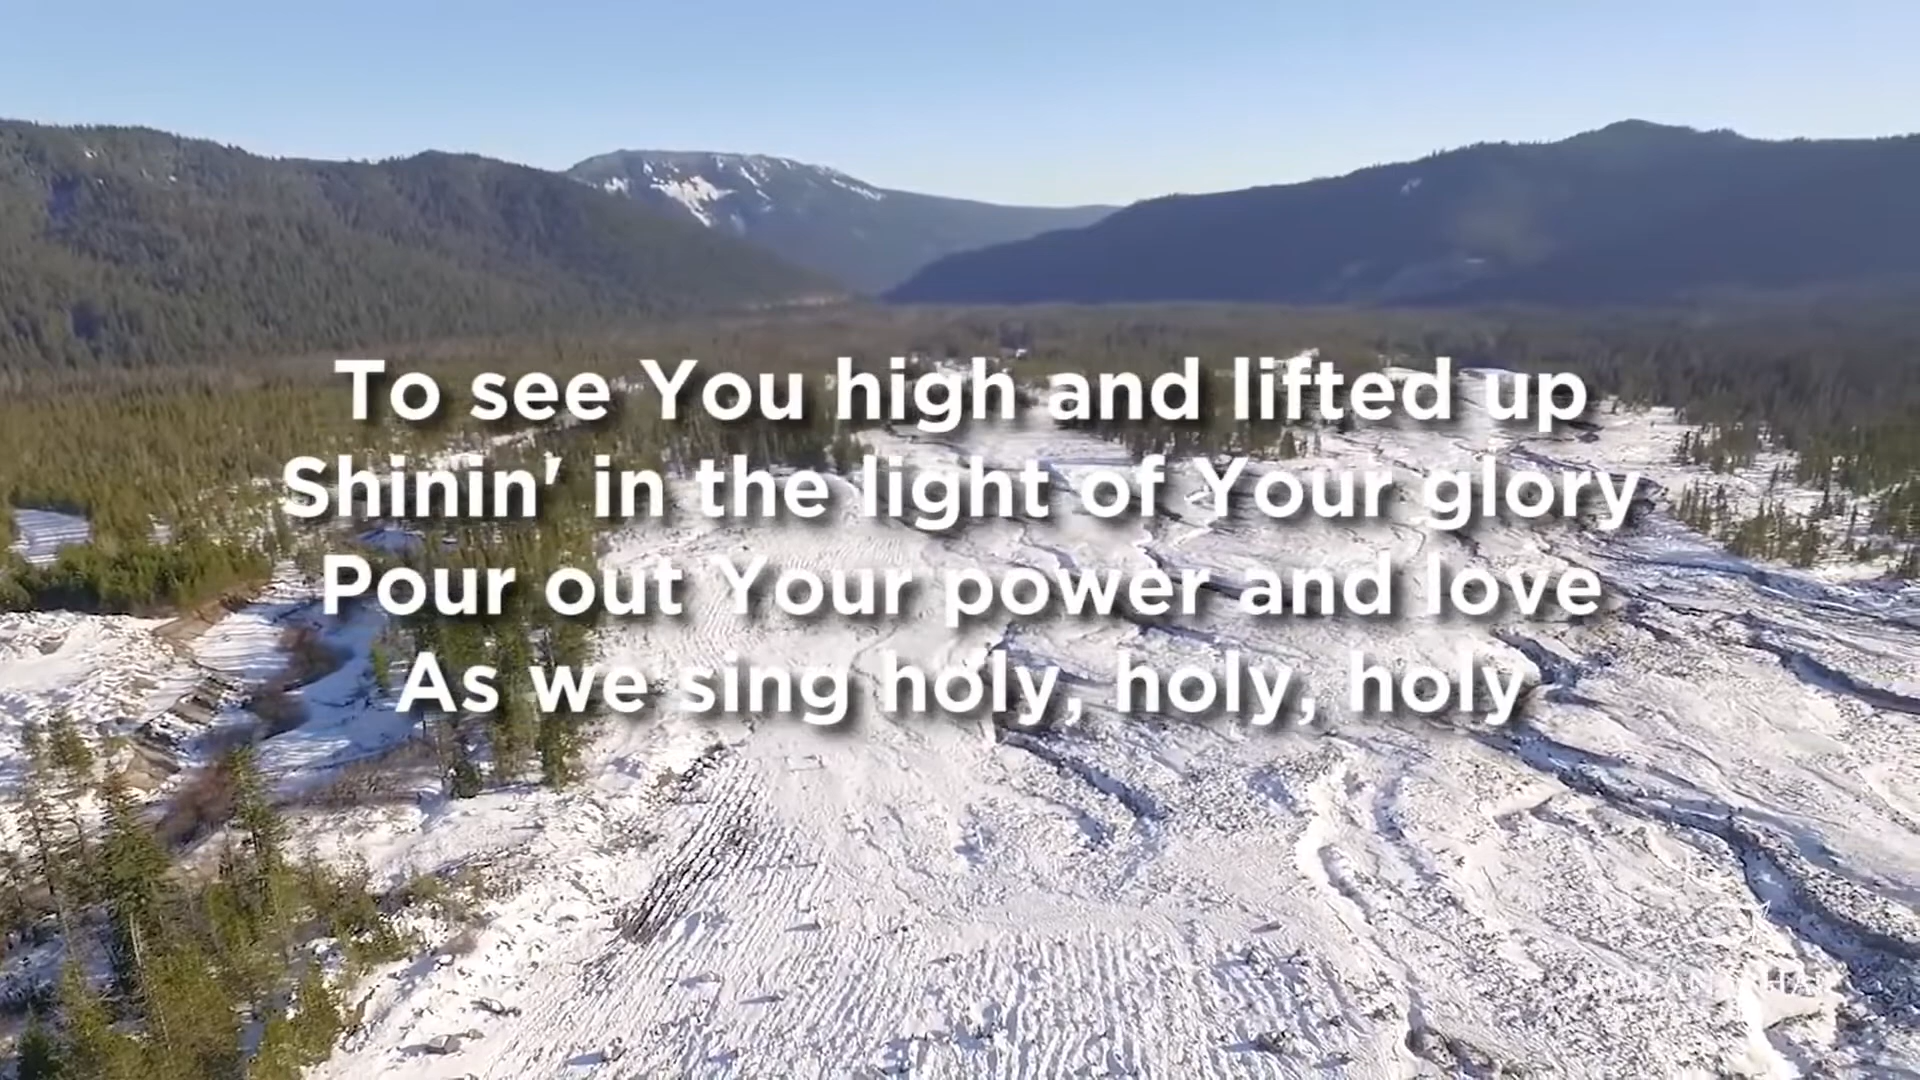 To see You high and lifted up
Shinin' in the light of Your glory
Pour out Your power and love
As we sing holy, holy, holy